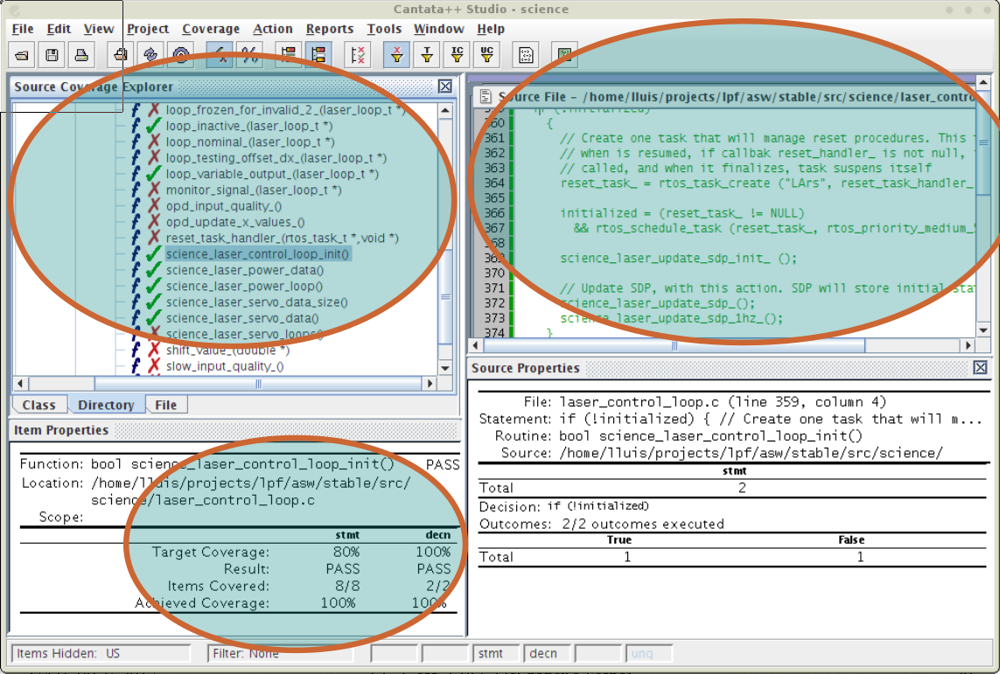 Cantata++ Studio - science
File Edit View Project Coverage Action Reports Tools Window Help
Source Coverage Explorer
loop_frozen_for_invalid_2_(laser_loop_t *)
loop_inactive_(laser_loop_t *)
loop_nominal_(laser_loop_t *)
loop_testing_offset_dx_(laser_loop_t *)
loop_variable_output_(laser_loop_t *)
monitor_signal_(laser_loop_t *)
opd_input_quality_()
opd_update_x_values_()
reset_task_handler_(rtos_task_t *,void *)
science_laser_control_loop_init()
science_laser_power_data()
science_laser_power_loop()
science_laser_servo_data_size()
science_laser_servo_data()
science_laser_servo_loops()
shift_value_(double *)
slow_input_quality_()
Class Directory File
Item Properties
Function: bool science_laser_control_loop_init() PASS
Location: /home/lluis/projects/lpf/asw/stable/src/
science/laser_control_loop.c
Scope:
stmt decn
Target Coverage: 80% 100%
Result: PASS PASS
Items Covered: 8/8 2/2
Achieved Coverage: 100% 100%
Source File - /home/lluis/projects/lpf/asw/stable/src/science/laser_contro
359 if (!initialized)
360 {
361 // Create one task that will manage reset procedures. This
362 // when is resumed, if callbak reset_handler_ is not null,
363 // called, and when it finalizes, task suspens itself
364 reset_task_ = rtos_task_create ("LArs", reset_task_handler_
365
366 initialized = (reset_task_ != NULL)
367 && rtos_schedule_task (reset_task_, rtos_priority_medium_
368
369 science_laser_update_sdp_init_ ();
370
371 // Update SDP, with this action. SDP will store initial sta
372 science_laser_update_sdp_();
373 science_laser_update_sdp_1hz_();
374 }
Source Properties
File: laser_control_loop.c (line 359, column 4)
Statement: if (!initialized) { // Create one task that will m...
Routine: bool science_laser_control_loop_init()
Source: /home/lluis/projects/lpf/asw/stable/src/science/
stmt
Total 2
Decision: if (!initialized)
Outcomes: 2/2 outcomes executed
True False
Total 1 1
Items Hidden: US Filter: None stmt decn unq